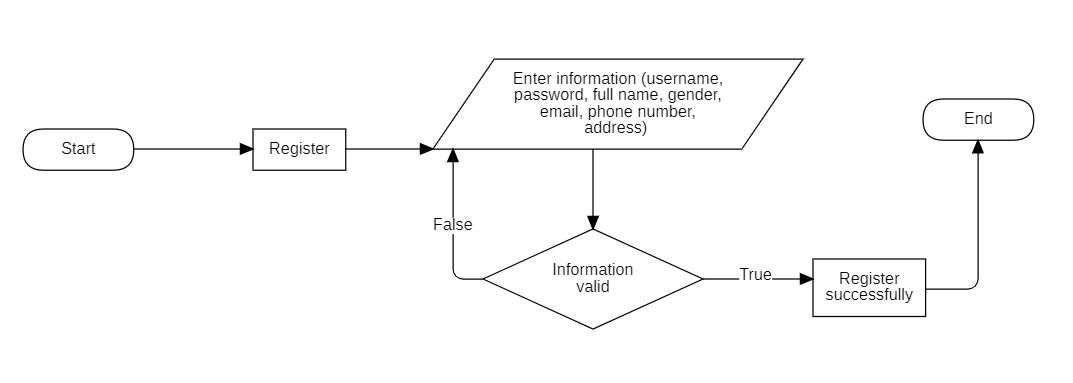 Start
Register
Enter information (username,
password, full name, gender,
email, phone number,
address)
End
False
Information
valid
True
Register
successfully